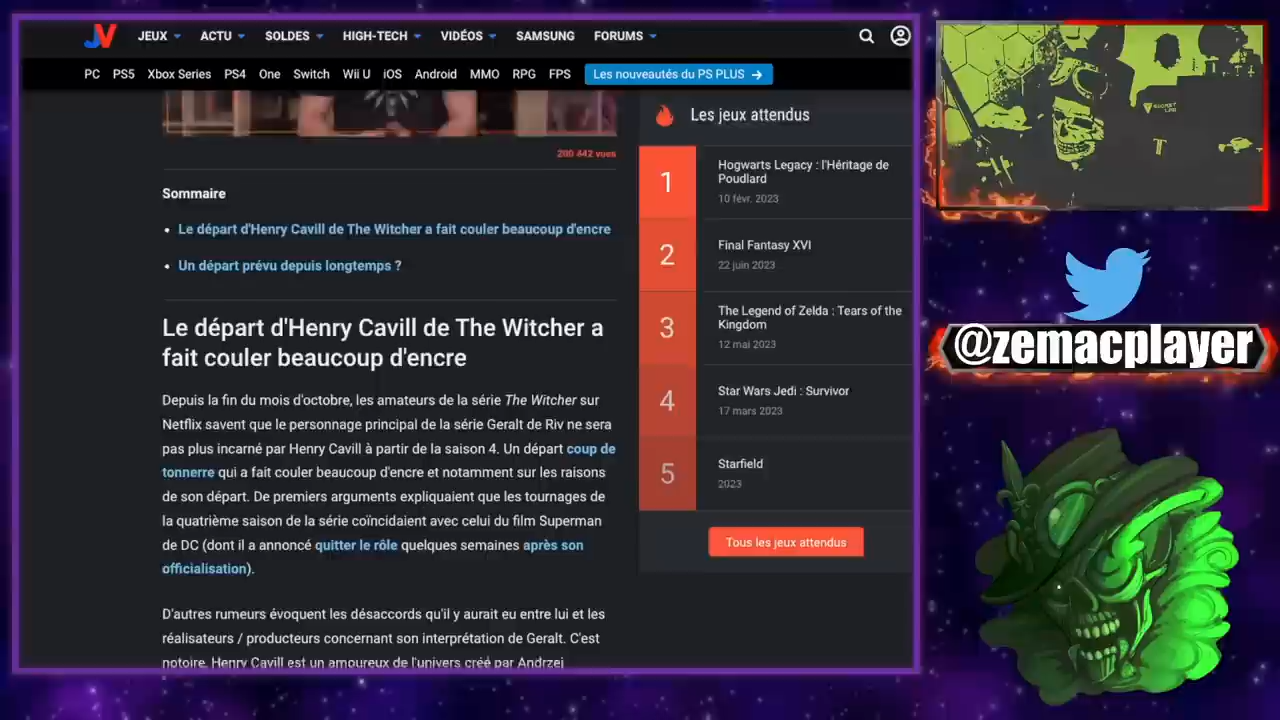 JV
JEUX
ACTU
SOLDES
HIGH-TECH
VIDÉOS
SAMSUNG
FORUMS
PC
PS5
Xbox Series
PS4
One
Switch
Wii U
iOS
Android
MMO
RPG
FPS
Les nouveautés du PS PLUS →
200 442 vues
Sommaire
• Le départ d'Henry Cavill de The Witcher a fait couler beaucoup d'encre
• Un départ prévu depuis longtemps ?
Le départ d'Henry Cavill de The Witcher a
fait couler beaucoup d'encre
Depuis la fin du mois d'octobre, les amateurs de la série The Witcher sur
Netflix savent que le personnage principal de la série Geralt de Riv ne sera
pas plus incarné par Henry Cavill à partir de la saison 4. Un départ coup de
tonnerre qui a fait couler beaucoup d'encre et notamment sur les raisons
de son départ. De premiers arguments expliquaient que les tournages de
la quatrième saison de la série coïncidaient avec celui du film Superman
de DC (dont il a annoncé quitter le rôle quelques semaines après son
officialisation).
D'autres rumeurs évoquent les désaccords qu'il y aurait eu entre lui et les
réalisateurs / producteurs concernant son interprétation de Geralt. C'est
notoire, Henry Cavill est un amoureux de l'univers créé par Andrzej
Les jeux attendus
1
Hogwarts Legacy : l'Héritage de
Poudlard
10 févr. 2023
2
Final Fantasy XVI
22 juin 2023
3
The Legend of Zelda : Tears of the
Kingdom
12 mai 2023
4
Star Wars Jedi : Survivor
17 mars 2023
5
Starfield
2023
Tous les jeux attendus
@zemacplayer